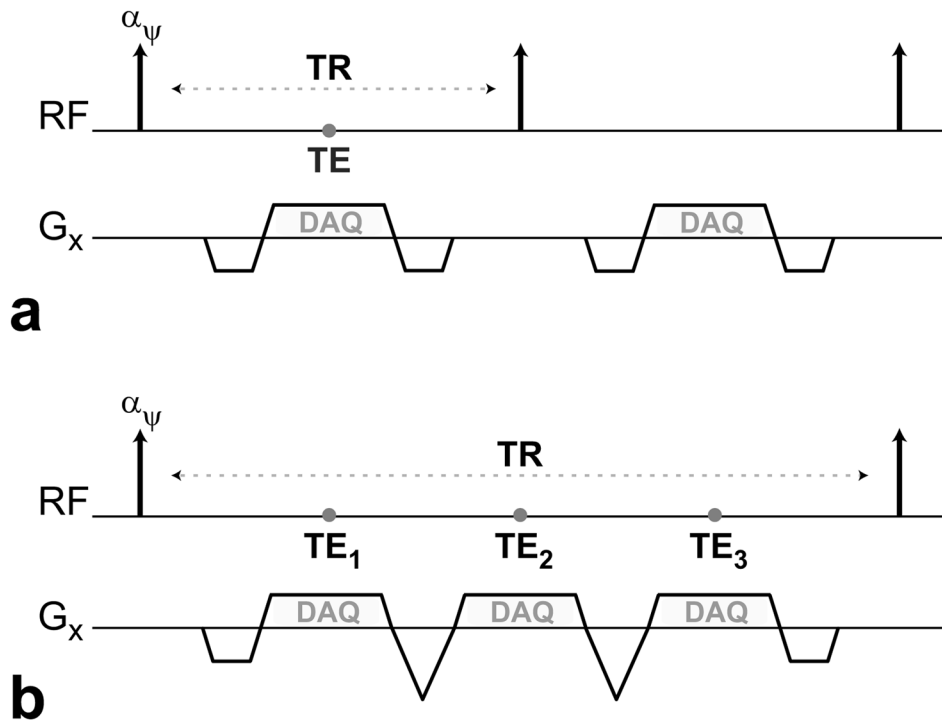 αψ
TR
RF
TE
Gx
DAQ DAQ
a
αψ
TR
RF
TE1 TE2 TE3
Gx
DAQ DAQ DAQ
b